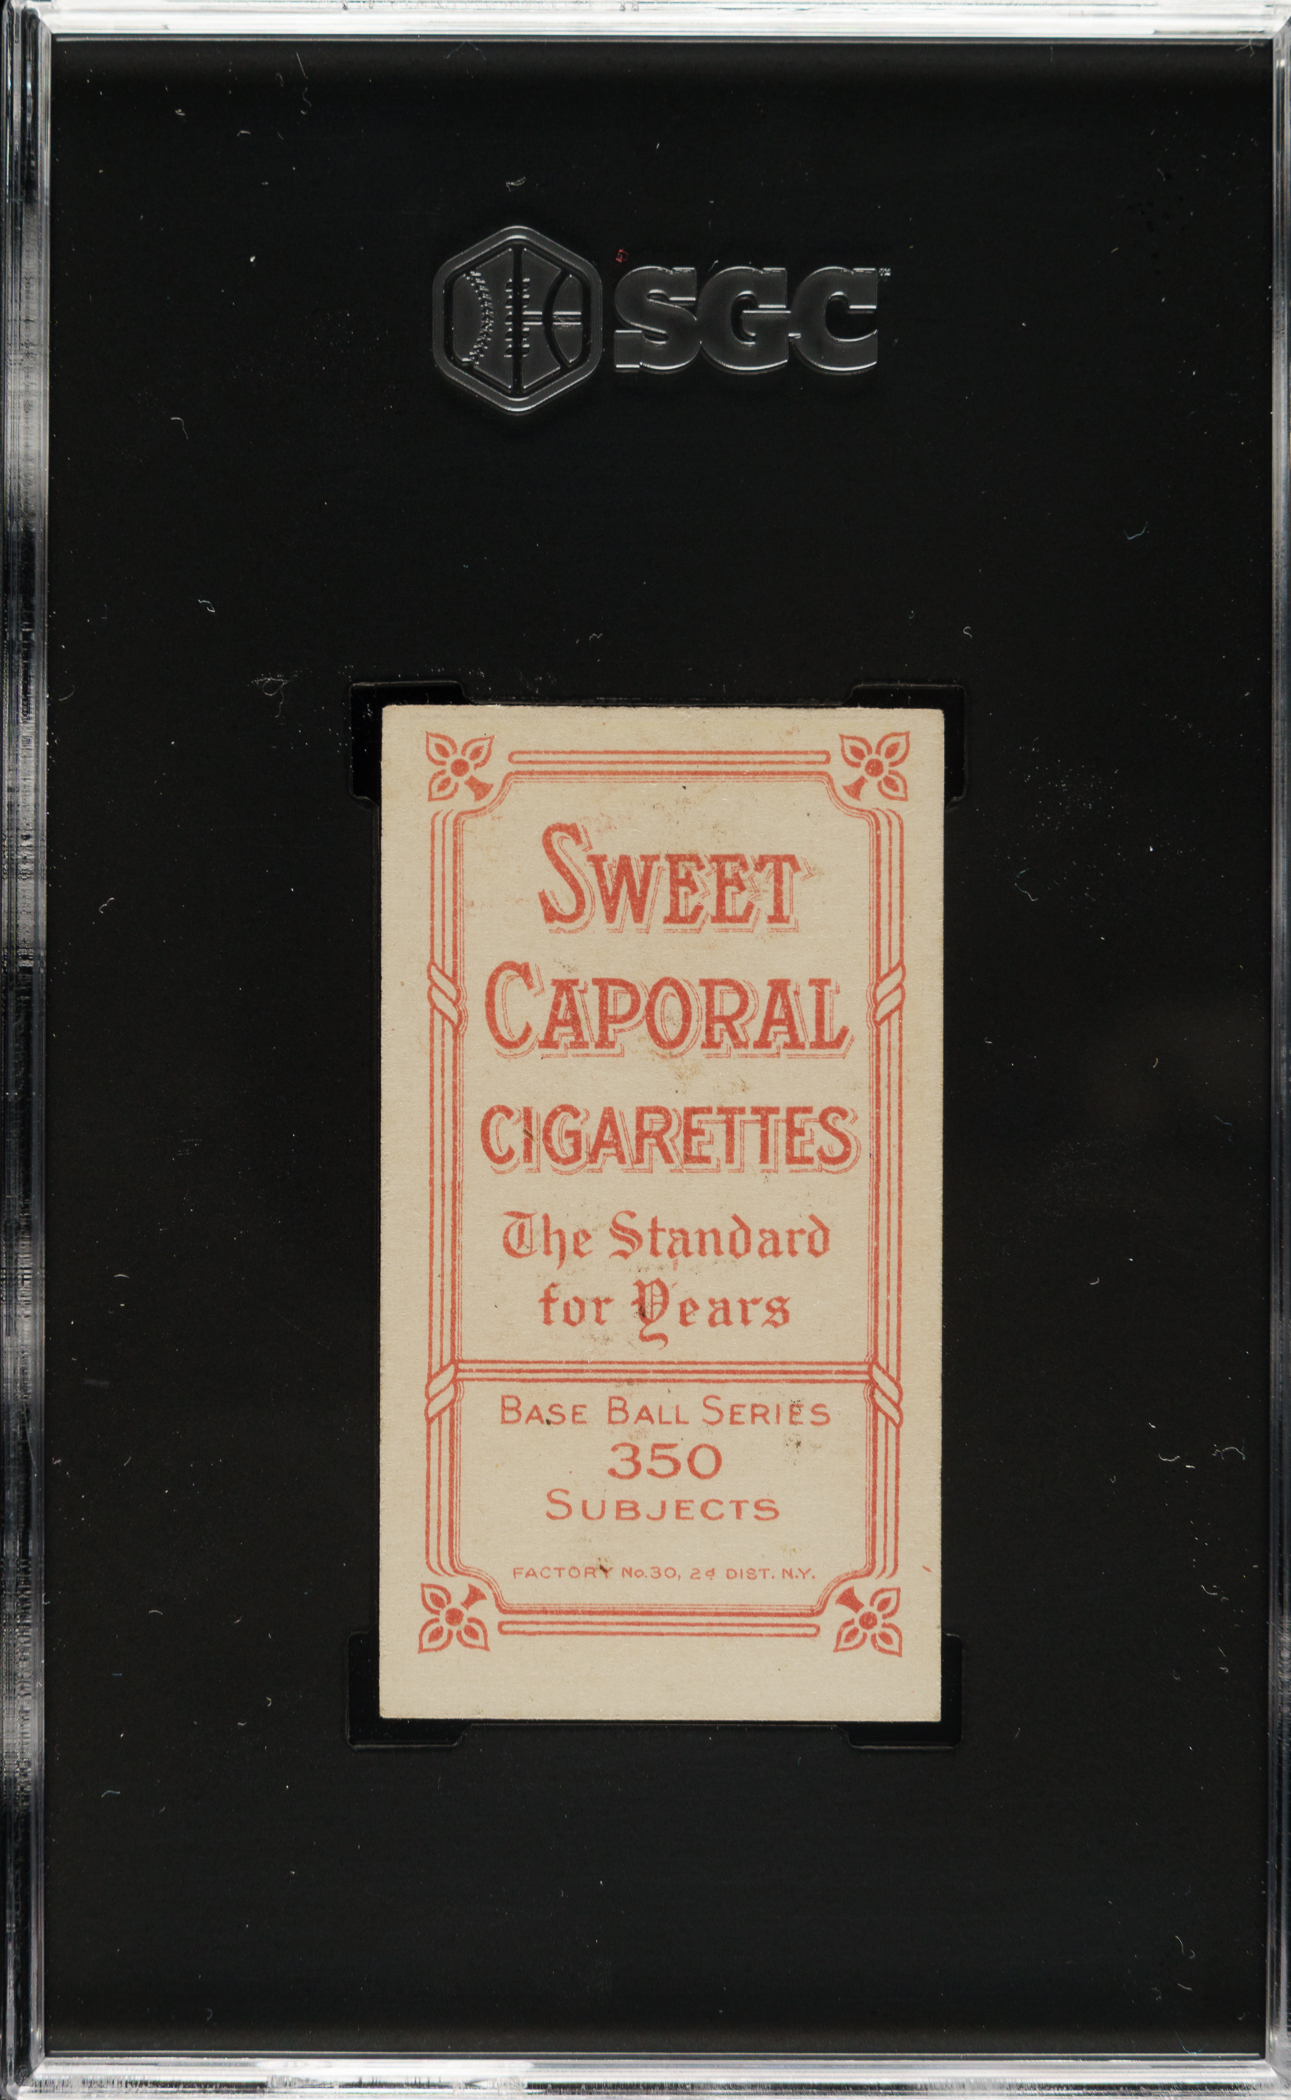 SGC
SWEET
CAPORAL
CIGARETTES
The Standard
for Years
BASE BALL SERIES
350
SUBJECTS
FACTORY No. 30, 2d DIST. N.Y.